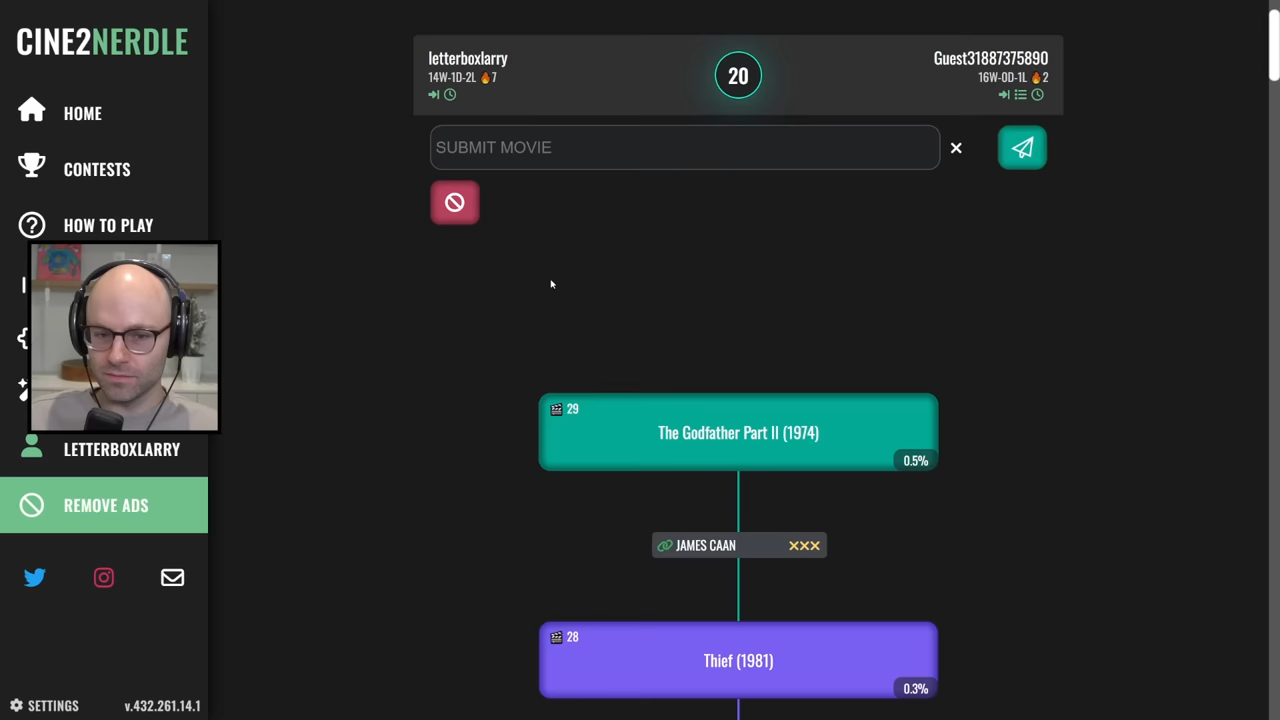 CINE2NERDLE
HOME
CONTESTS
HOW TO PLAY
LETTERBOXLARRY
REMOVE ADS
SETTINGS
v.432.261.14.1
letterboxlarry
14W-1D-2L 🔥7
20
Guest31887375890
16W-0D-1L 🔥2
SUBMIT MOVIE
29
The Godfather Part II (1974)
0.5%
JAMES CAAN
28
Thief (1981)
0.3%